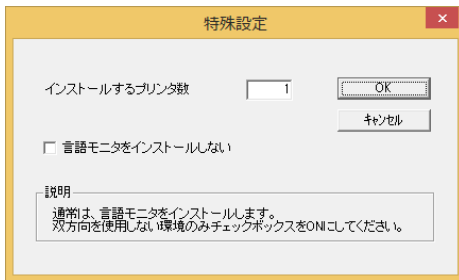 特殊設定
インストールするプリンタ数 1 OK
キャンセル
言語モニタをインストールしない
説明
通常は、言語モニタをインストールします。
双方向を使用しない環境のみチェックボックスをONにしてください。